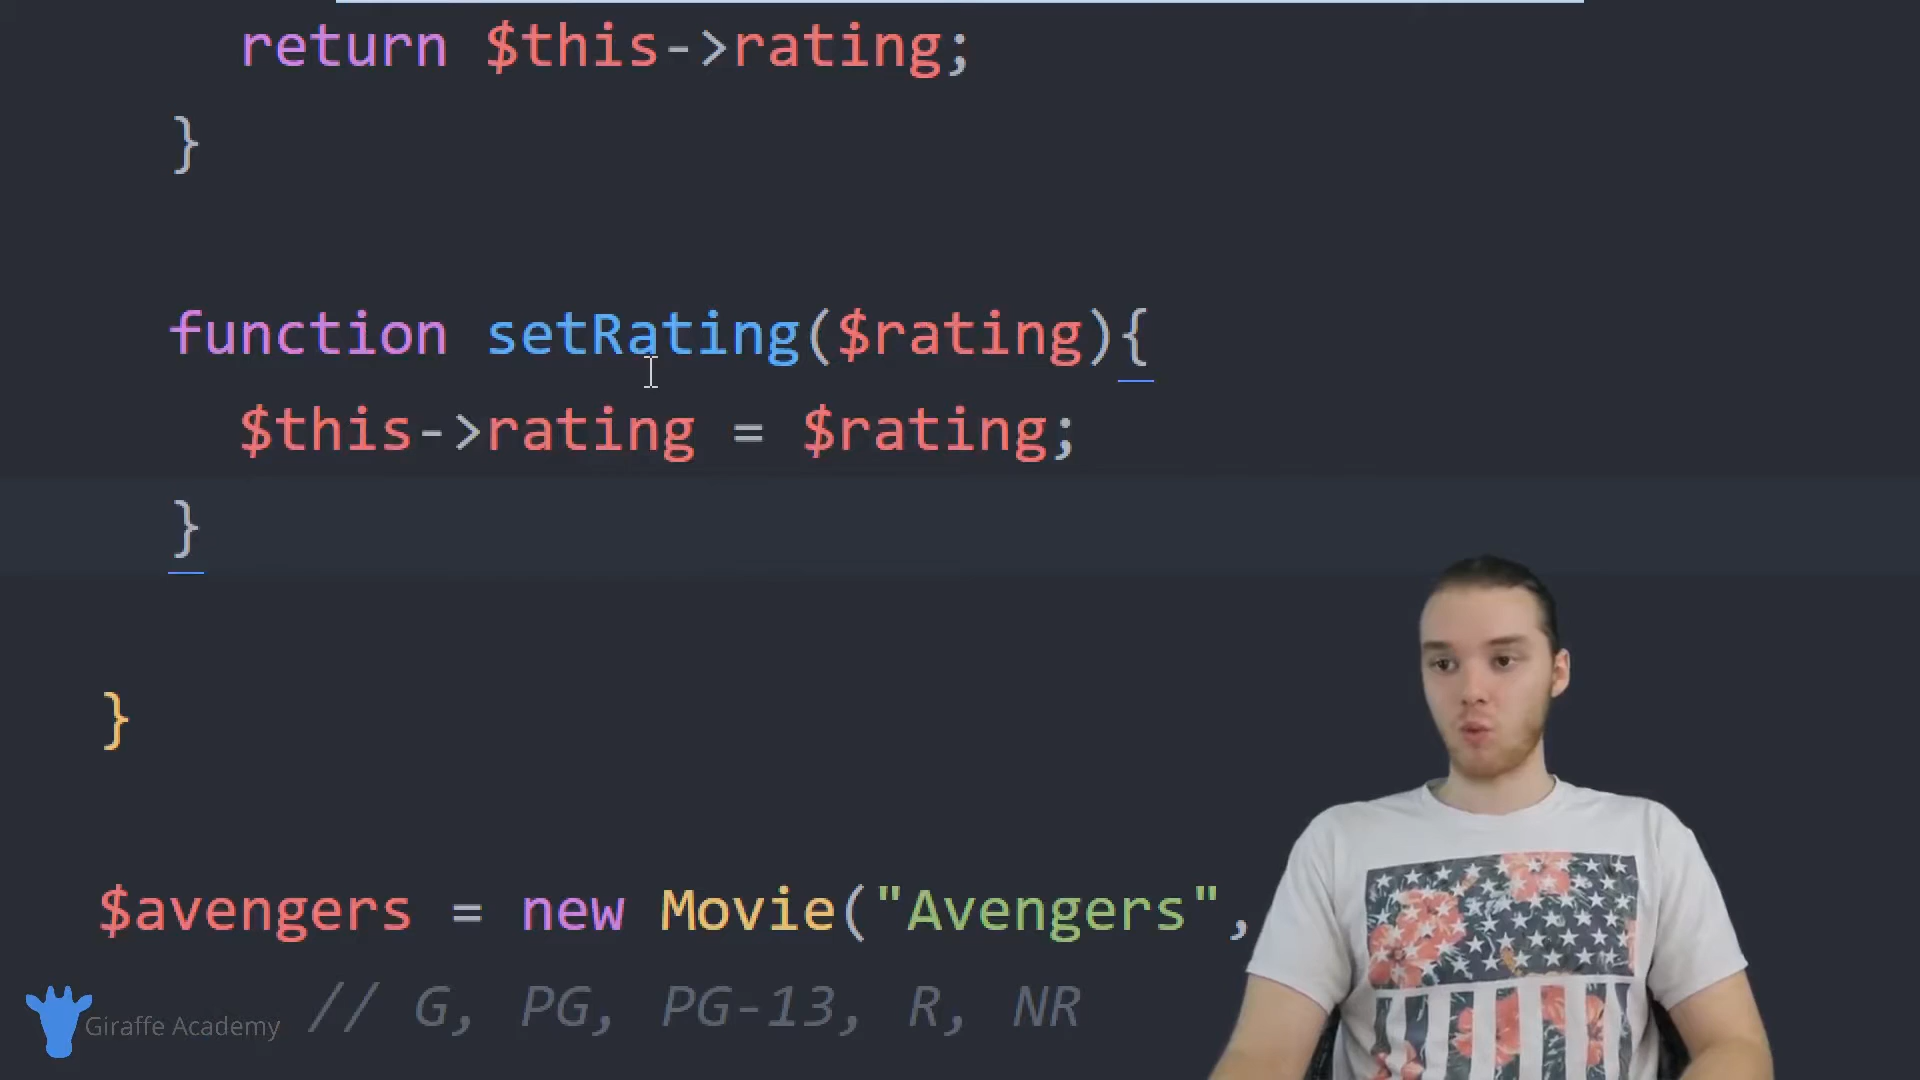 return $this->rating;
}
function setRating($rating){
$this->rating = $rating;
}
}
$avengers = new Movie("Avengers",
// G, PG, PG-13, R, NR
Giraffe Academy